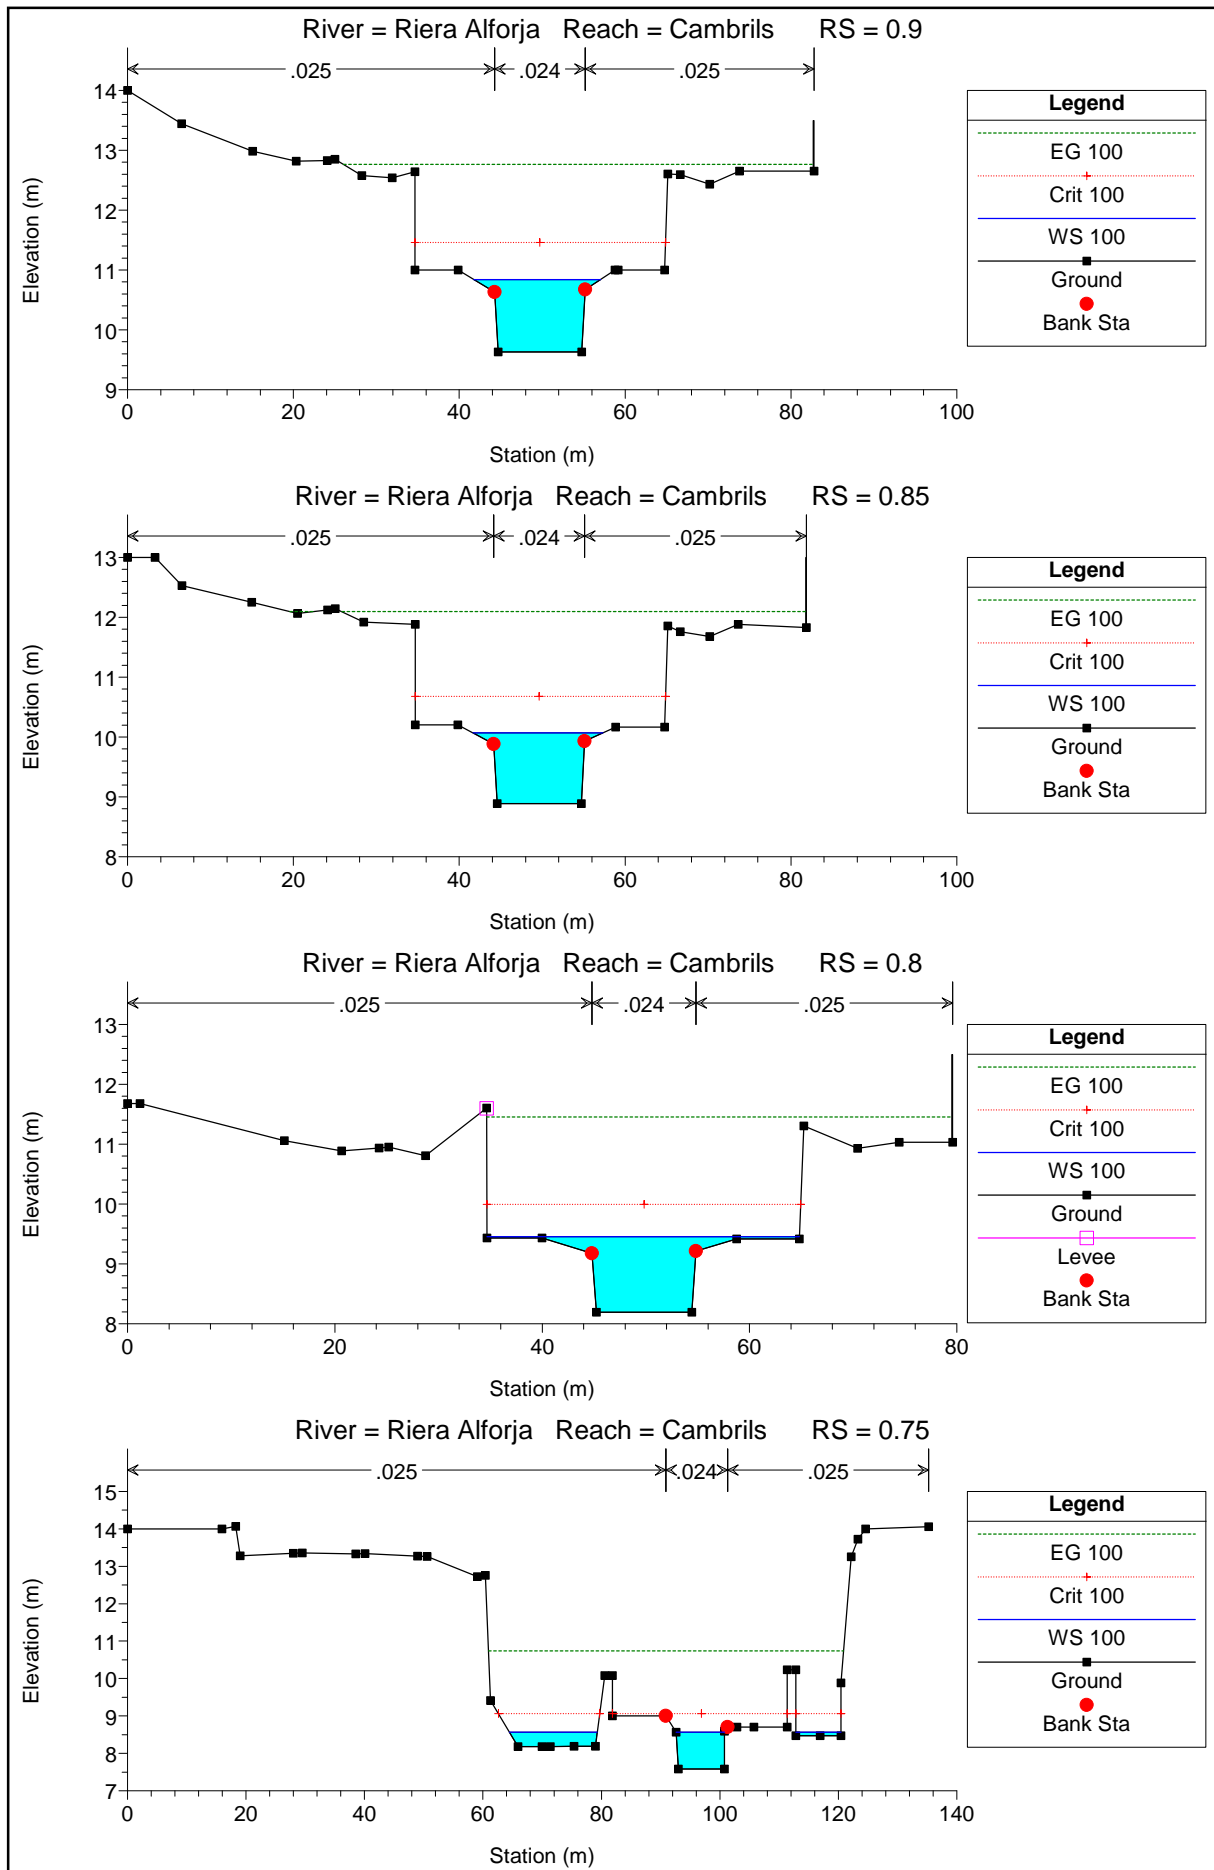 River = Riera Alforja Reach = Cambrils RS = 0.9
.025 .024 .025
14
13
12
11
10
9
Elevation (m)
0 20 40 60 80 100
Station (m)
Legend
EG 100
Crit 100
WS 100
Ground
Bank Sta
River = Riera Alforja Reach = Cambrils RS = 0.85
.025 .024 .025
13
12
11
10
9
8
Elevation (m)
0 20 40 60 80 100
Station (m)
Legend
EG 100
Crit 100
WS 100
Ground
Bank Sta
River = Riera Alforja Reach = Cambrils RS = 0.8
.025 .024 .025
13
12
11
10
9
8
Elevation (m)
0 20 40 60 80
Station (m)
Legend
EG 100
Crit 100
WS 100
Ground
Levee
Bank Sta
River = Riera Alforja Reach = Cambrils RS = 0.75
.025 .024 .025
15
14
13
12
11
10
9
8
7
Elevation (m)
0 20 40 60 80 100 120 140
Station (m)
Legend
EG 100
Crit 100
WS 100
Ground
Bank Sta